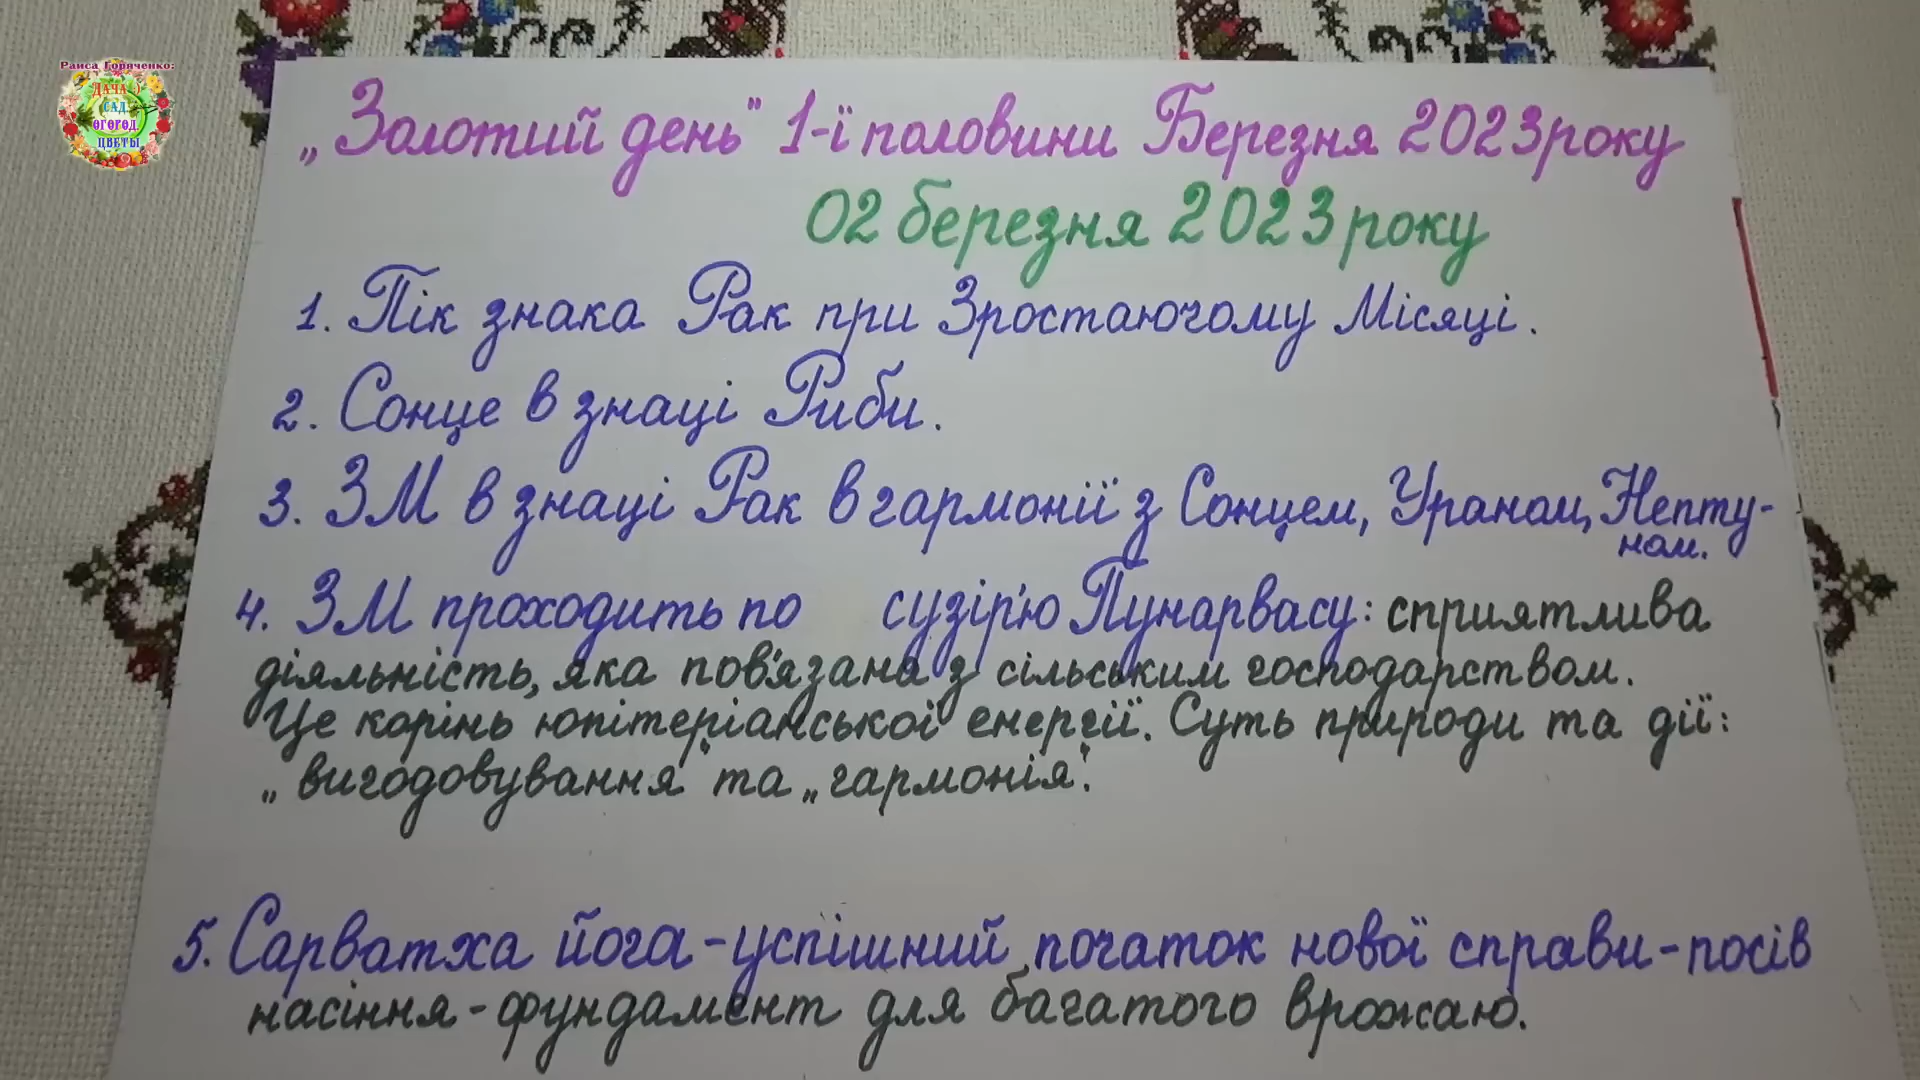 Раиса Горяченко:
ДАЧА :)
САД.
ОГОРОД.
ЦВЕТЫ
„Золотий день" 1-ї половини Березня 2023року
02 березня 2023 року
1. Пік знака Рак при Зростаючому Місяці.
2. Сонце в знаці Риби.
3. ЗМ в знаці Рак в гармонії з Сонцем, Ураном, Непту-
ном.
4. ЗМ проходить по сузір'ю Пунарвасу: сприятлива
діяльність, яка пов'язана з сільським господарством.
Це корінь юпітеріанської енергії. Суть природи та дії:
„вигодовування" та „гармонія".
5. Сарватха йога-успішний початок нової справи-посів
насіння-фундамент для багатого врожаю.